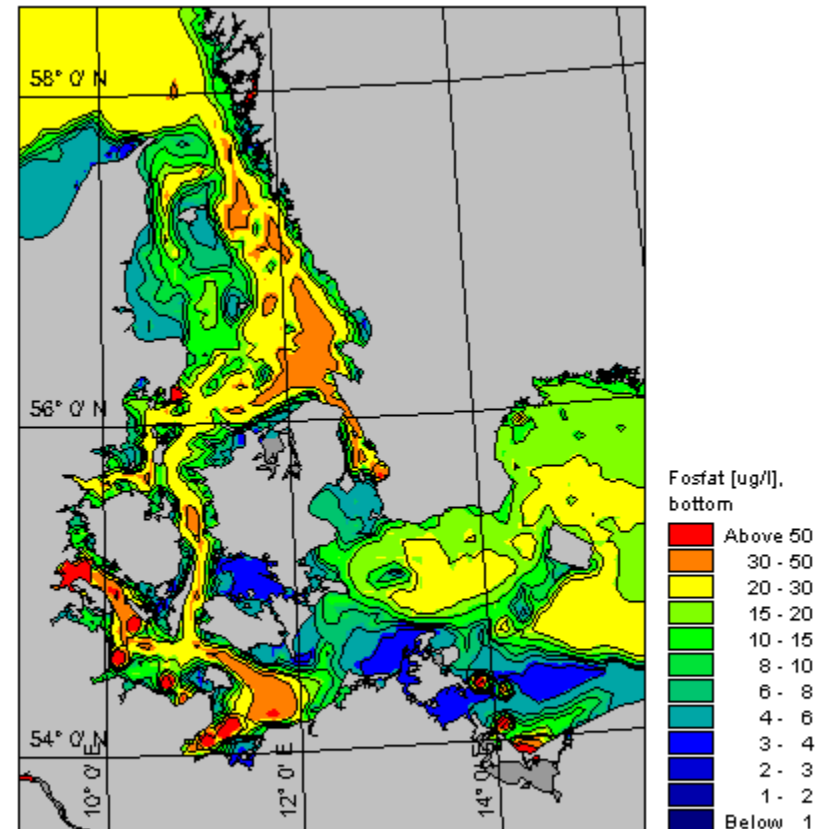 58° 0' N
56° 0' N
54° 0' N
10° 0' E
12° 0' E
14° 0' E
Fosfat [ug/l],
bottom
Above 50
30 - 50
20 - 30
15 - 20
10 - 15
8 - 10
6 - 8
4 - 6
3 - 4
2 - 3
1 - 2
Below 1